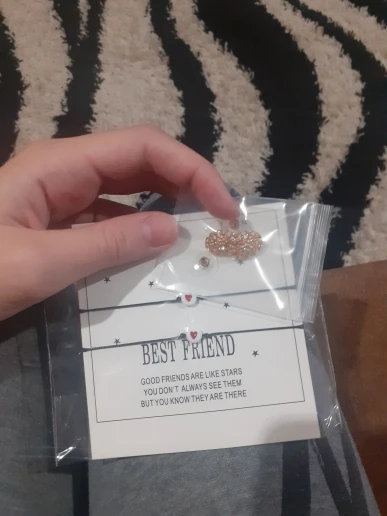 BEST FRIEND
GOOD FRIENDS ARE LIKE STARS
YOU DON'T ALWAYS SEE THEM
BUT YOU KNOW THEY ARE THERE